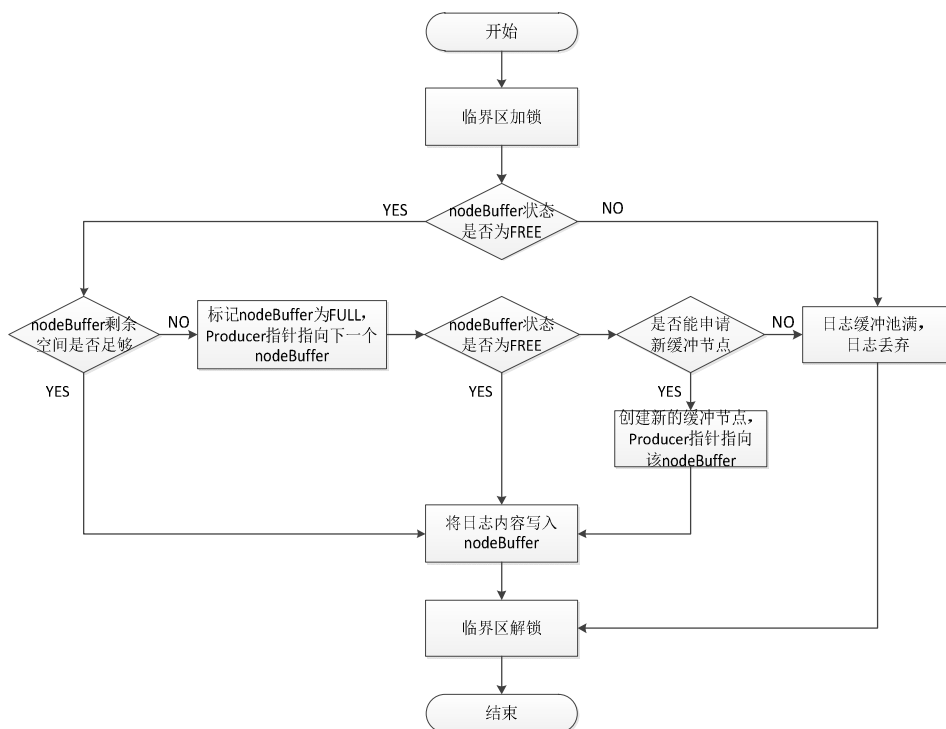 开始
临界区加锁
nodeBuffer状态
是否为FREE
YES
NO
nodeBuffer剩余
空间是否足够
NO
YES
标记nodeBuffer为FULL，
Producer指针指向下一个
nodeBuffer
nodeBuffer状态
是否为FREE
YES
是否能申请
新缓冲节点
NO
YES
日志缓冲池满，
日志丢弃
创建新的缓冲节点，
Producer指针指向
该nodeBuffer
将日志内容写入
nodeBuffer
临界区解锁
结束